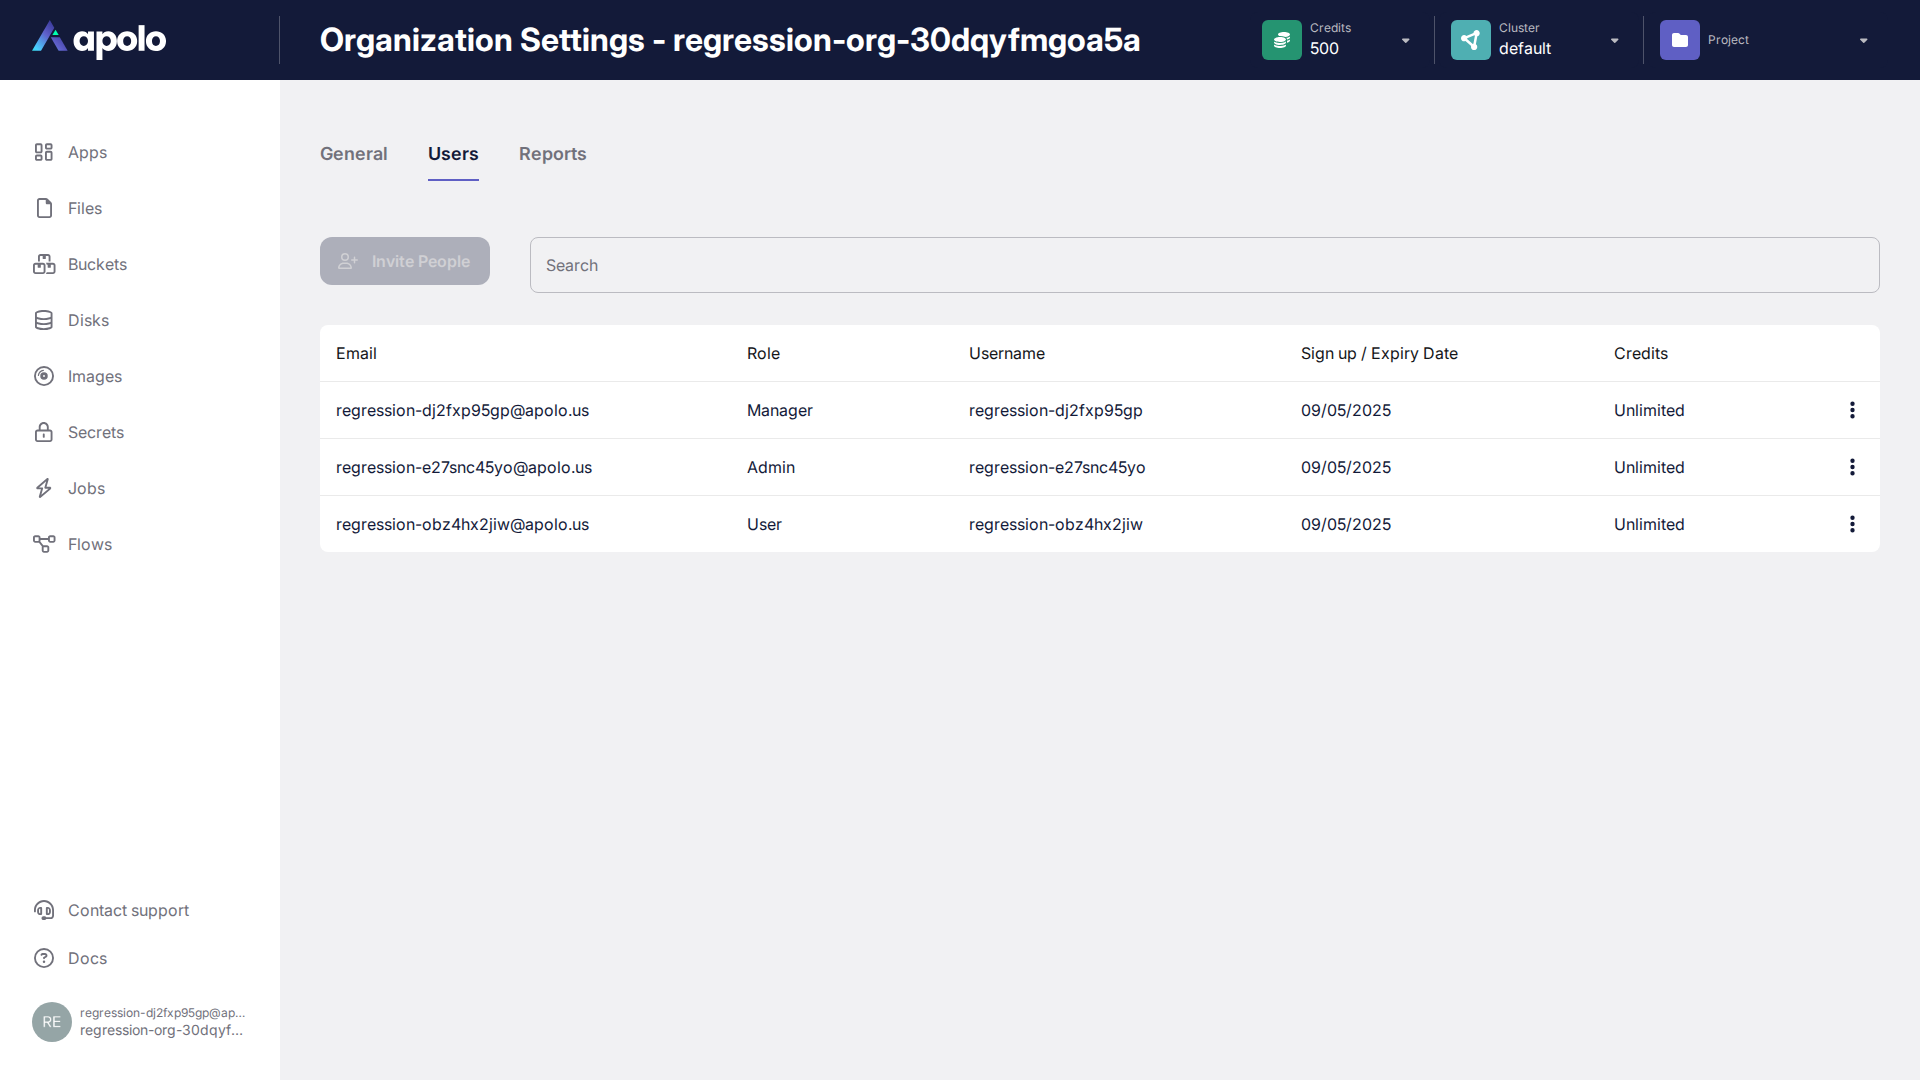 apolo
Organization Settings - regression-org-30dqyfmgoa5a
Credits
500
Cluster
default
Project
Apps
Files
Buckets
Disks
Images
Secrets
Jobs
Flows
Contact support
Docs
RE
regression-dj2fxp95gp@ap...
regression-org-30dqyf...
General Users Reports
Invite People
Search
Email Role Username Sign up / Expiry Date Credits
regression-dj2fxp95gp@apolo.us Manager regression-dj2fxp95gp 09/05/2025 Unlimited
regression-e27snc45yo@apolo.us Admin regression-e27snc45yo 09/05/2025 Unlimited
regression-obz4hx2jiw@apolo.us User regression-obz4hx2jiw 09/05/2025 Unlimited